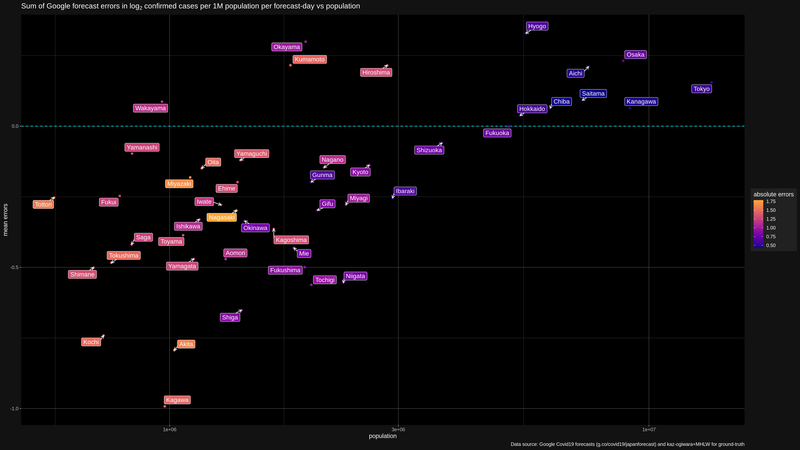 Sum of Google forecast errors in log2 confirmed cases per 1M population per forecast-day vs population
Hyogo
Okayama
Osaka
Kumamoto
Hiroshima
Aichi
Tokyo
Saitama
Chiba
Kanagawa
Wakayama
Hokkaido
0.0
Fukuoka
Yamanashi
Shizuoka
Yamaguchi
Nagano
Oita
Kyoto
Gunma
Miyazaki
Ehime
Ibaraki
Miyagi
Tottori
Fukui
Iwate
Gifu
Nagasaki
Ishikawa
Okinawa
Saga
Toyama
Kagoshima
Tokushima
Aomori
Mie
Yamagata
Fukushima
-0.5
Shimane
Tochigi
Niigata
Shiga
Kochi
Akita
Kagawa
-1.0
mean errors
absolute errors
1.75
1.50
1.25
1.00
0.75
0.50
1e+06
3e+06
1e+07
population
Data source: Google Covid19 forecasts (g.co/covid19/japanforecast) and kaz-ogiwara+MHLW for ground-truth